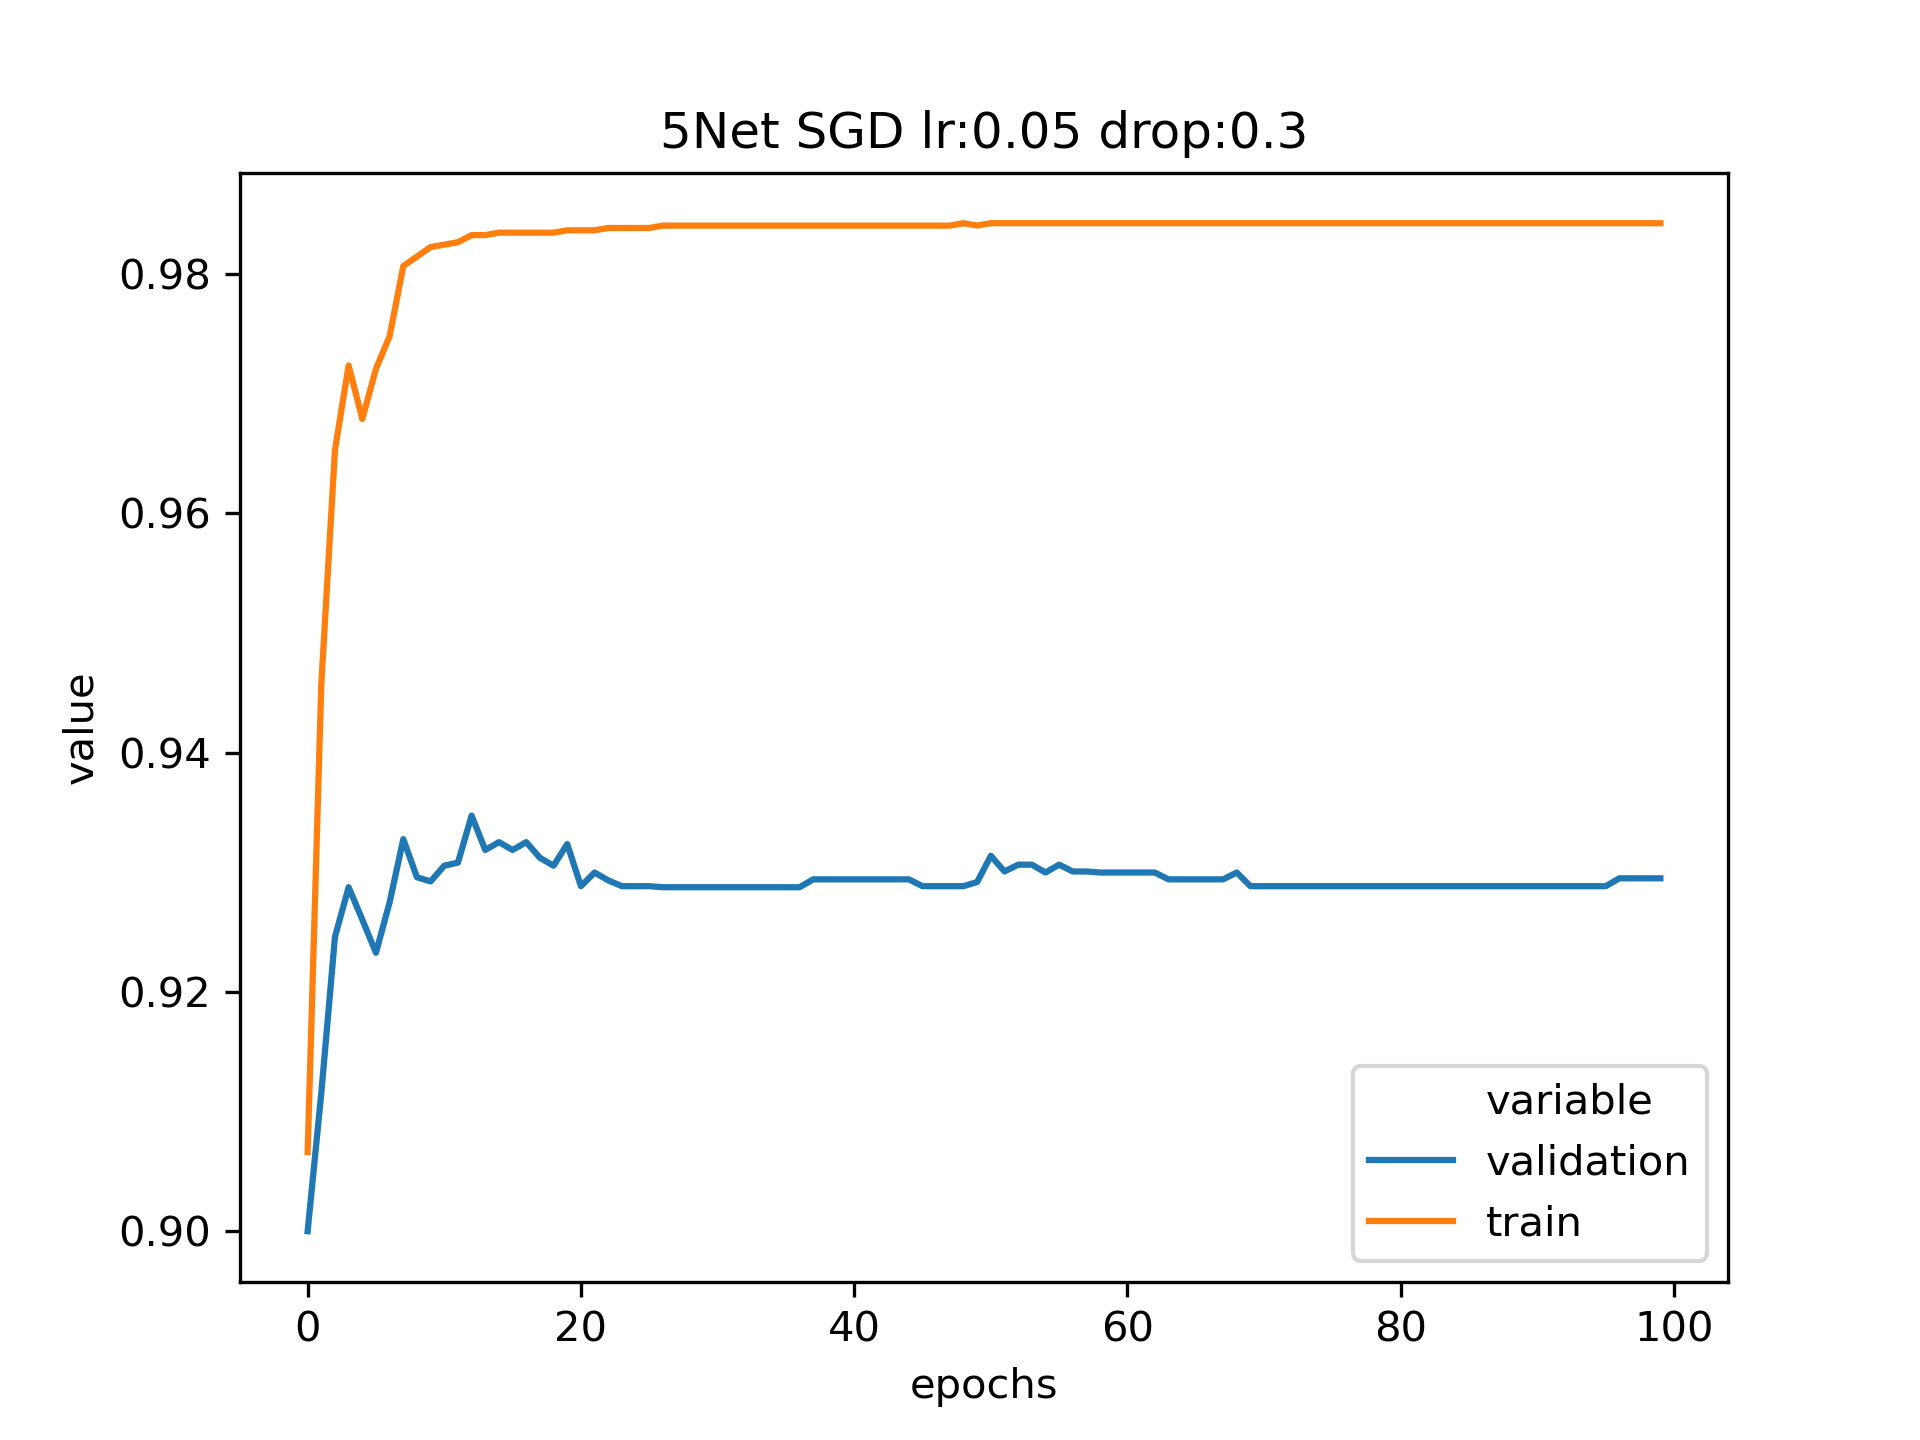 5Net SGD lr:0.05 drop:0.3
value
0.98
0.96
0.94
0.92
0.90
0 20 40 60 80 100
epochs
variable
validation
train